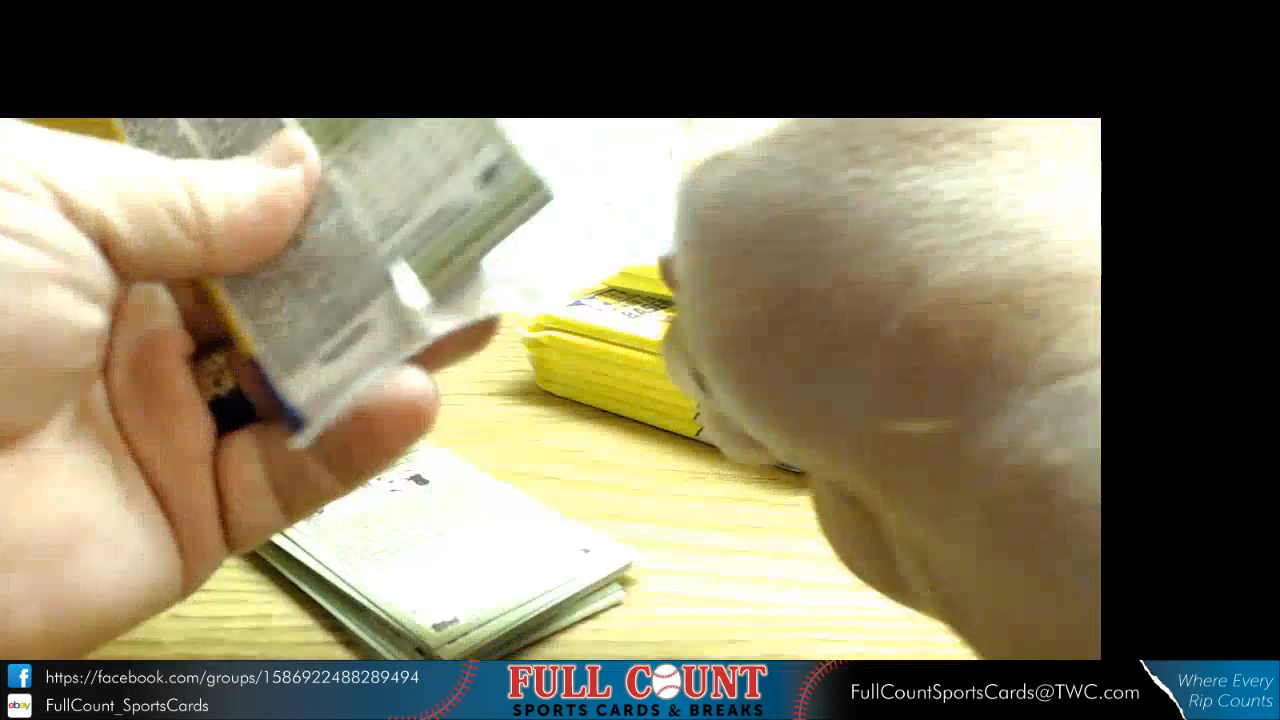 https://facebook.com/groups/1586922488289494
FullCount_SportsCards
FULL COUNT
SPORTS CARDS & BREAKS
FullCountSportsCards@TWC.com
Where Every
Rip Counts